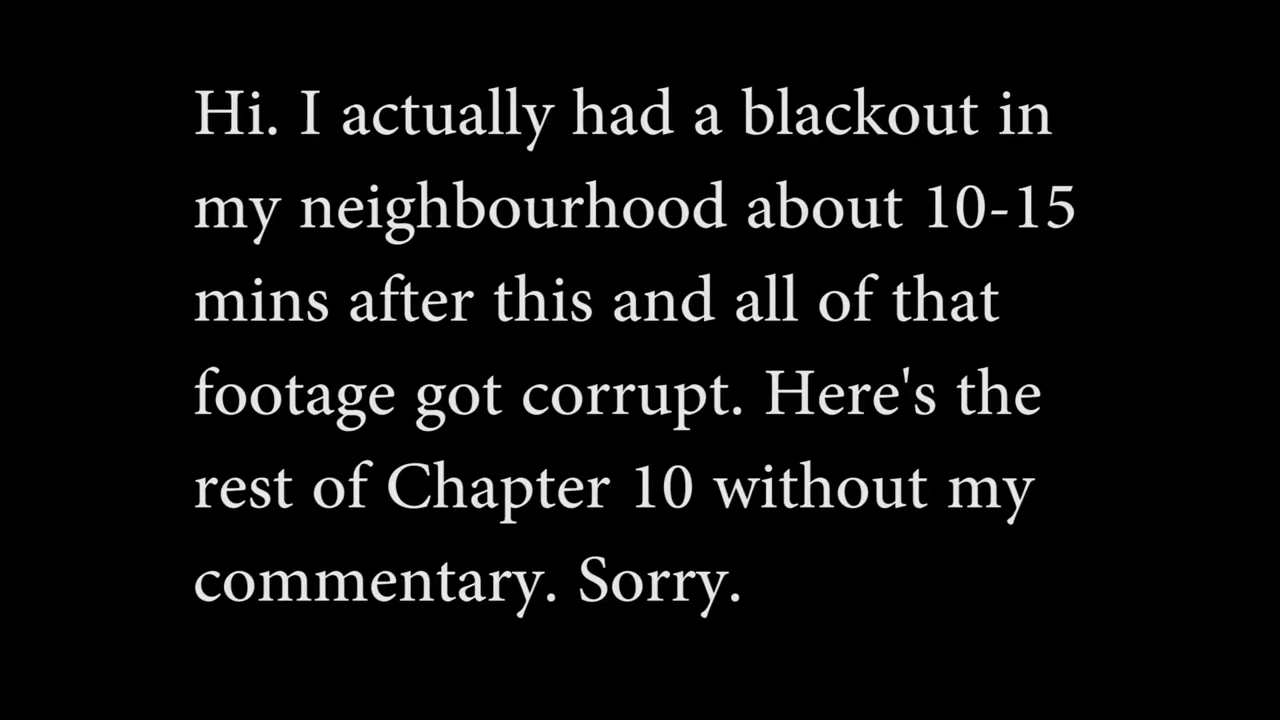 Hi. I actually had a blackout in
my neighbourhood about 10-15
mins after this and all of that
footage got corrupt. Here's the
rest of Chapter 10 without my
commentary. Sorry.